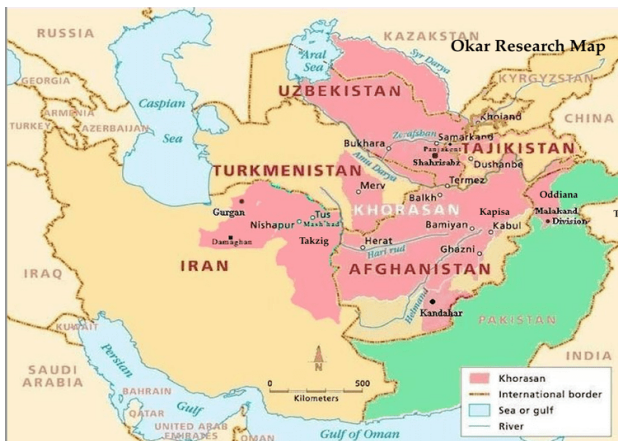 RUSSIA
KAZAKSTAN
Okar Research Map
Aral
Sea
Syr Darya
GEORGIA
Caspian
Sea
UZBEKISTAN
KYRGYZSTAN
ARMENIA
TURKEY
AZERBAIJAN
Khojand
CHINA
Bukhara
Zerafshan
Samarkand
Panjakent
TAJIKISTAN
Shahrisabz
Dushanbe
TURKMENISTAN
Amu Darya
Merv
Termez
Balkh
Oddiana
Gurgan
KHORASAN
Kapisa
Malakand
Division
Tus
Nishapur
Mash'had
Bamiyan
Kabul
Damaghan
Takzig
Herat
Hari rud
Ghazni
IRAN
AFGHANISTAN
IRAQ
Helmand
Kandahar
PAKISTAN
KUWAIT
SAUDI
ARABIA
Persian
Gulf
N
INDIA
BAHRAIN
QATAR
0 500
Kilometers
UNITED ARAB
EMIRATES
OMAN
Gulf of Oman
Khorasan
International border
Sea or gulf
River